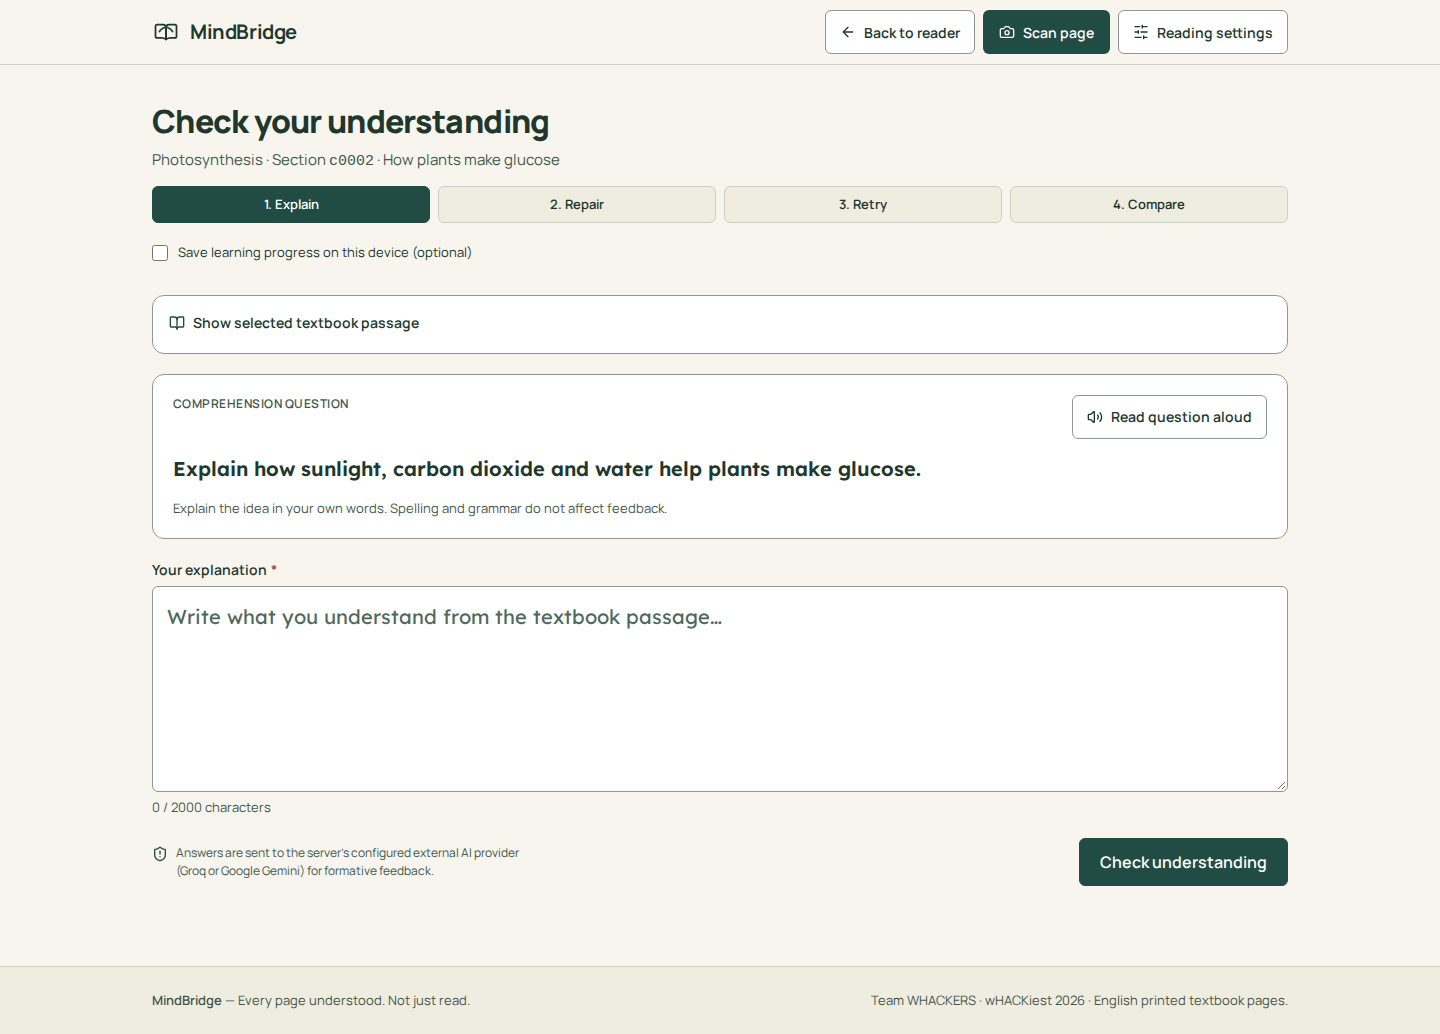 MindBridge
Back to reader
Scan page
Reading settings
Check your understanding
Photosynthesis · Section c0002 · How plants make glucose
1. Explain
2. Repair
3. Retry
4. Compare
Save learning progress on this device (optional)
Show selected textbook passage
COMPREHENSION QUESTION
Read question aloud
Explain how sunlight, carbon dioxide and water help plants make glucose.
Explain the idea in your own words. Spelling and grammar do not affect feedback.
Your explanation *
Write what you understand from the textbook passage…
0 / 2000 characters
Answers are sent to the server's configured external AI provider
(Groq or Google Gemini) for formative feedback.
Check understanding
MindBridge — Every page understood. Not just read.
Team WHACKERS · wHACKiest 2026 · English printed textbook pages.